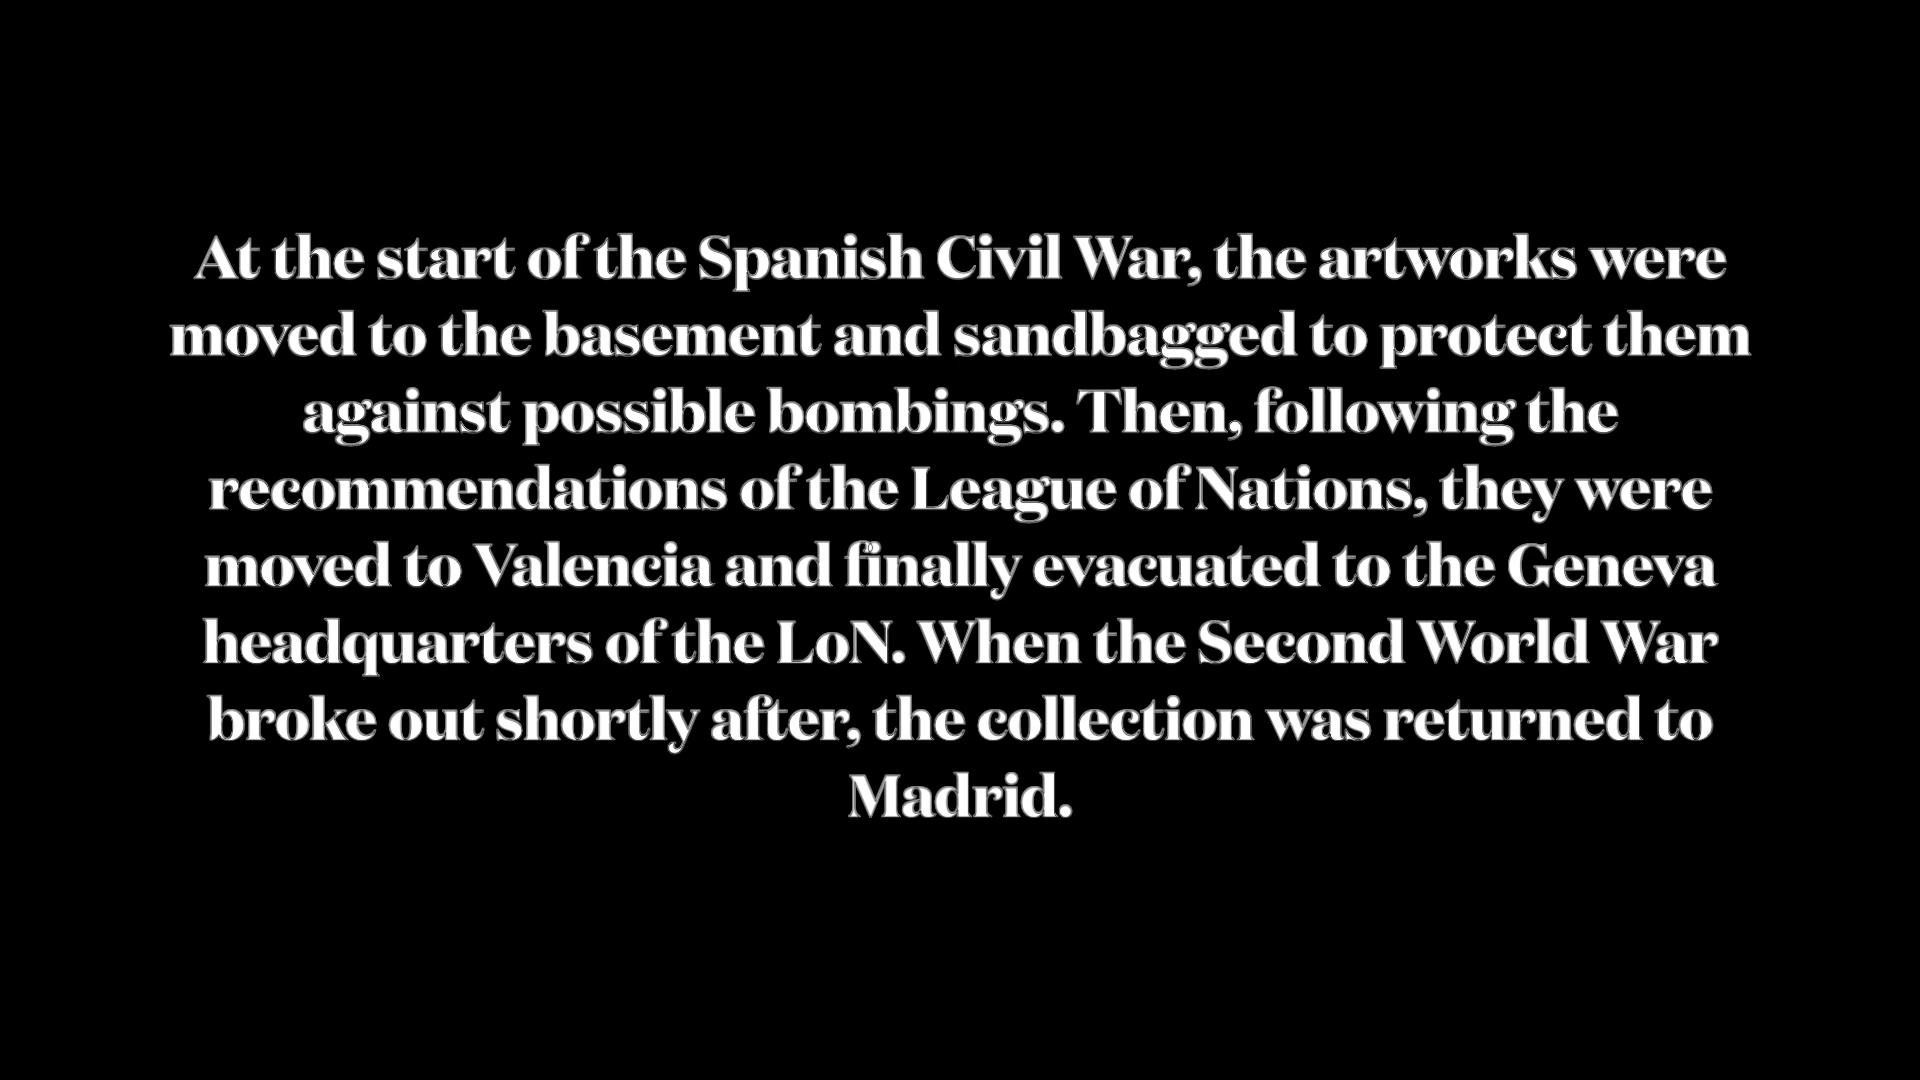 At the start of the Spanish Civil War, the artworks were
moved to the basement and sandbagged to protect them
against possible bombings. Then, following the
recommendations of the League of Nations, they were
moved to Valencia and finally evacuated to the Geneva
headquarters of the LoN. When the Second World War
broke out shortly after, the collection was returned to
Madrid.